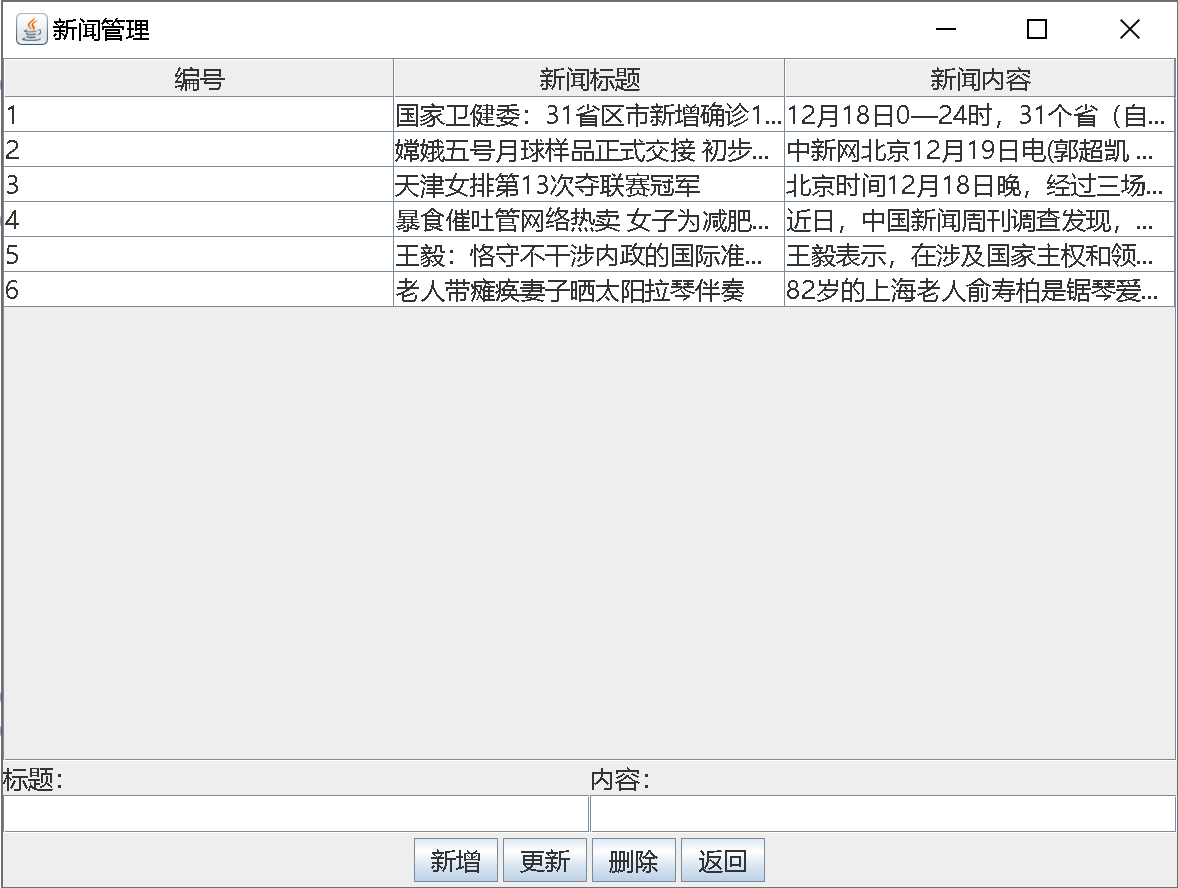 新闻管理
编号 新闻标题 新闻内容
1 国家卫健委：31省区市新增确诊1... 12月18日0—24时，31个省（自...
2 嫦娥五号月球样品正式交接 初步... 中新网北京12月19日电(郭超凯 ...
3 天津女排第13次夺联赛冠军 北京时间12月18日晚，经过三场...
4 暴食催吐管网络热卖 女子为减肥... 近日，中国新闻周刊调查发现，...
5 王毅：恪守不干涉内政的国际准... 王毅表示，在涉及国家主权和领...
6 老人带瘫痪妻子晒太阳拉琴伴奏 82岁的上海老人俞寿柏是锯琴爱...
标题： 内容：
新增 更新 删除 返回